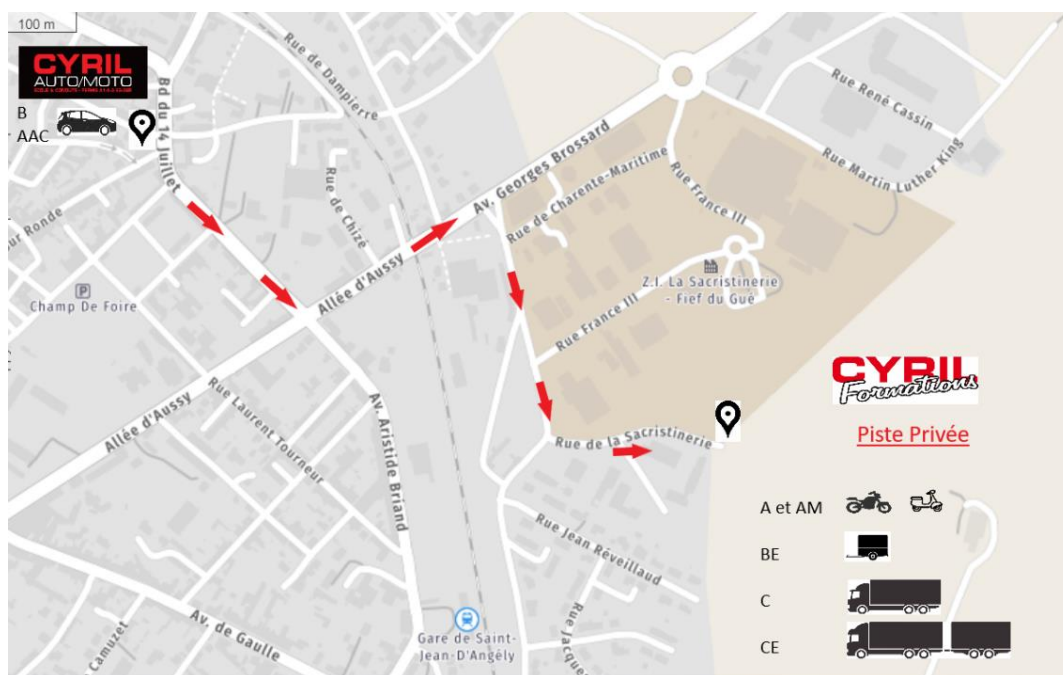 100 m
CYRIL
AUTO/MOTO
B
AAC
Bd du 14 Juillet
Rue de Dampierre
Rue de Chizé
Av. Georges Brossard
Rue de Charente-Maritime
Rue France III
Rue René Cassin
Rue Martin Luther King
ur Ronde
P
Champ De Foire
Allée d'Aussy
Z.I. La Sacristinerie
- Fief du Gué
Rue France III
Allée d'Aussy
Rue Laurent Tourneur
Av. Aristide Briand
Rue de la Sacristinerie
CYRIL
Formations
Piste Privée
A et AM
BE
C
CE
Rue Jean Réveillaud
Rue Jacque
Av. de Gaulle
Camuzet
Gare de Saint-
Jean-D'Angély